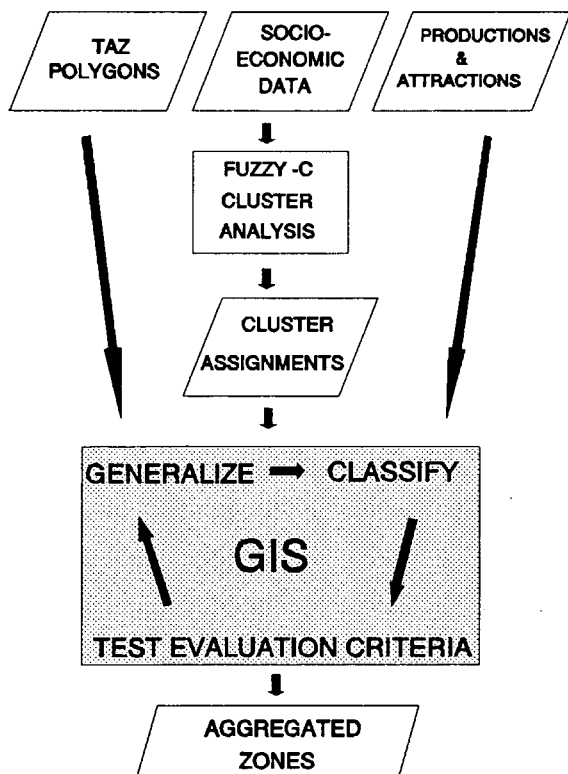 TAZ
POLYGONS
SOCIO-
ECONOMIC
DATA
PRODUCTIONS
&
ATTRACTIONS
FUZZY -C
CLUSTER
ANALYSIS
CLUSTER
ASSIGNMENTS
GENERALIZE CLASSIFY
GIS
TEST EVALUATION CRITERIA
AGGREGATED
ZONES